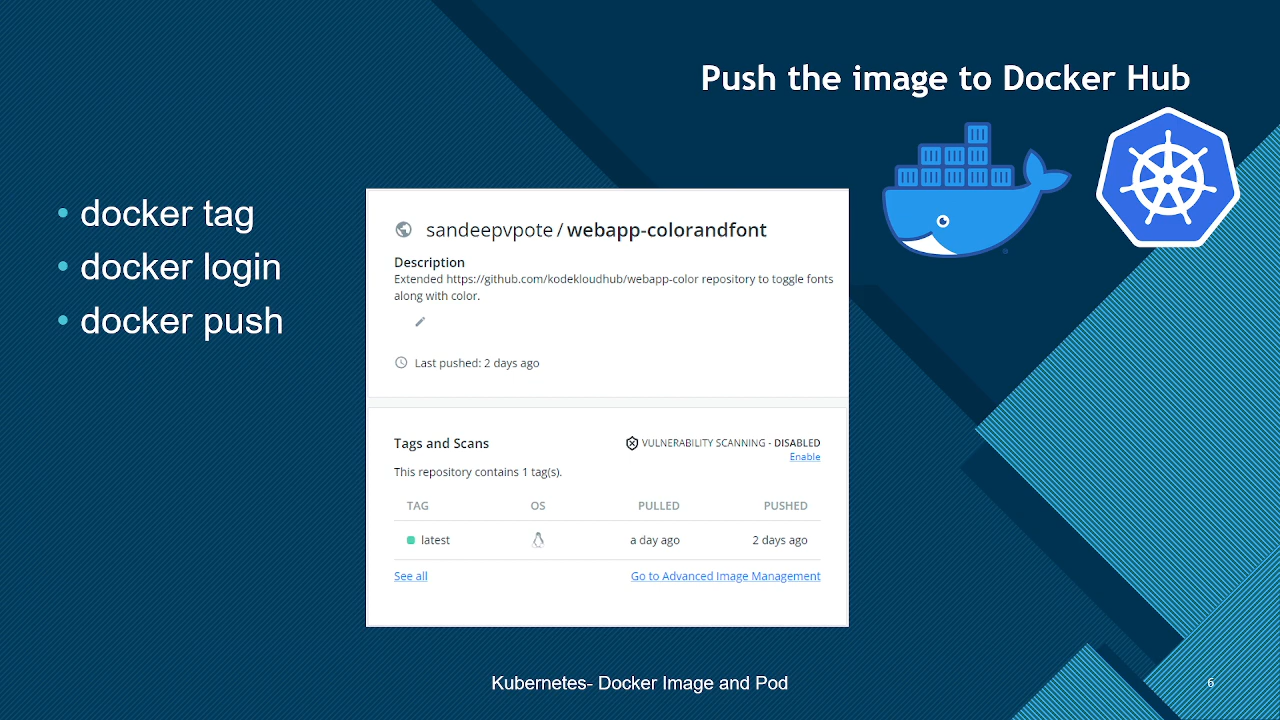 Push the image to Docker Hub
• docker tag
• docker login
• docker push
sandeepvpote / webapp-colorandfont
Description
Extended https://github.com/kodekloudhub/webapp-color repository to toggle fonts
along with color.
Last pushed: 2 days ago
Tags and Scans
VULNERABILITY SCANNING - DISABLED
Enable
This repository contains 1 tag(s).
TAG OS PULLED PUSHED
latest a day ago 2 days ago
See all Go to Advanced Image Management
Kubernetes- Docker Image and Pod
6